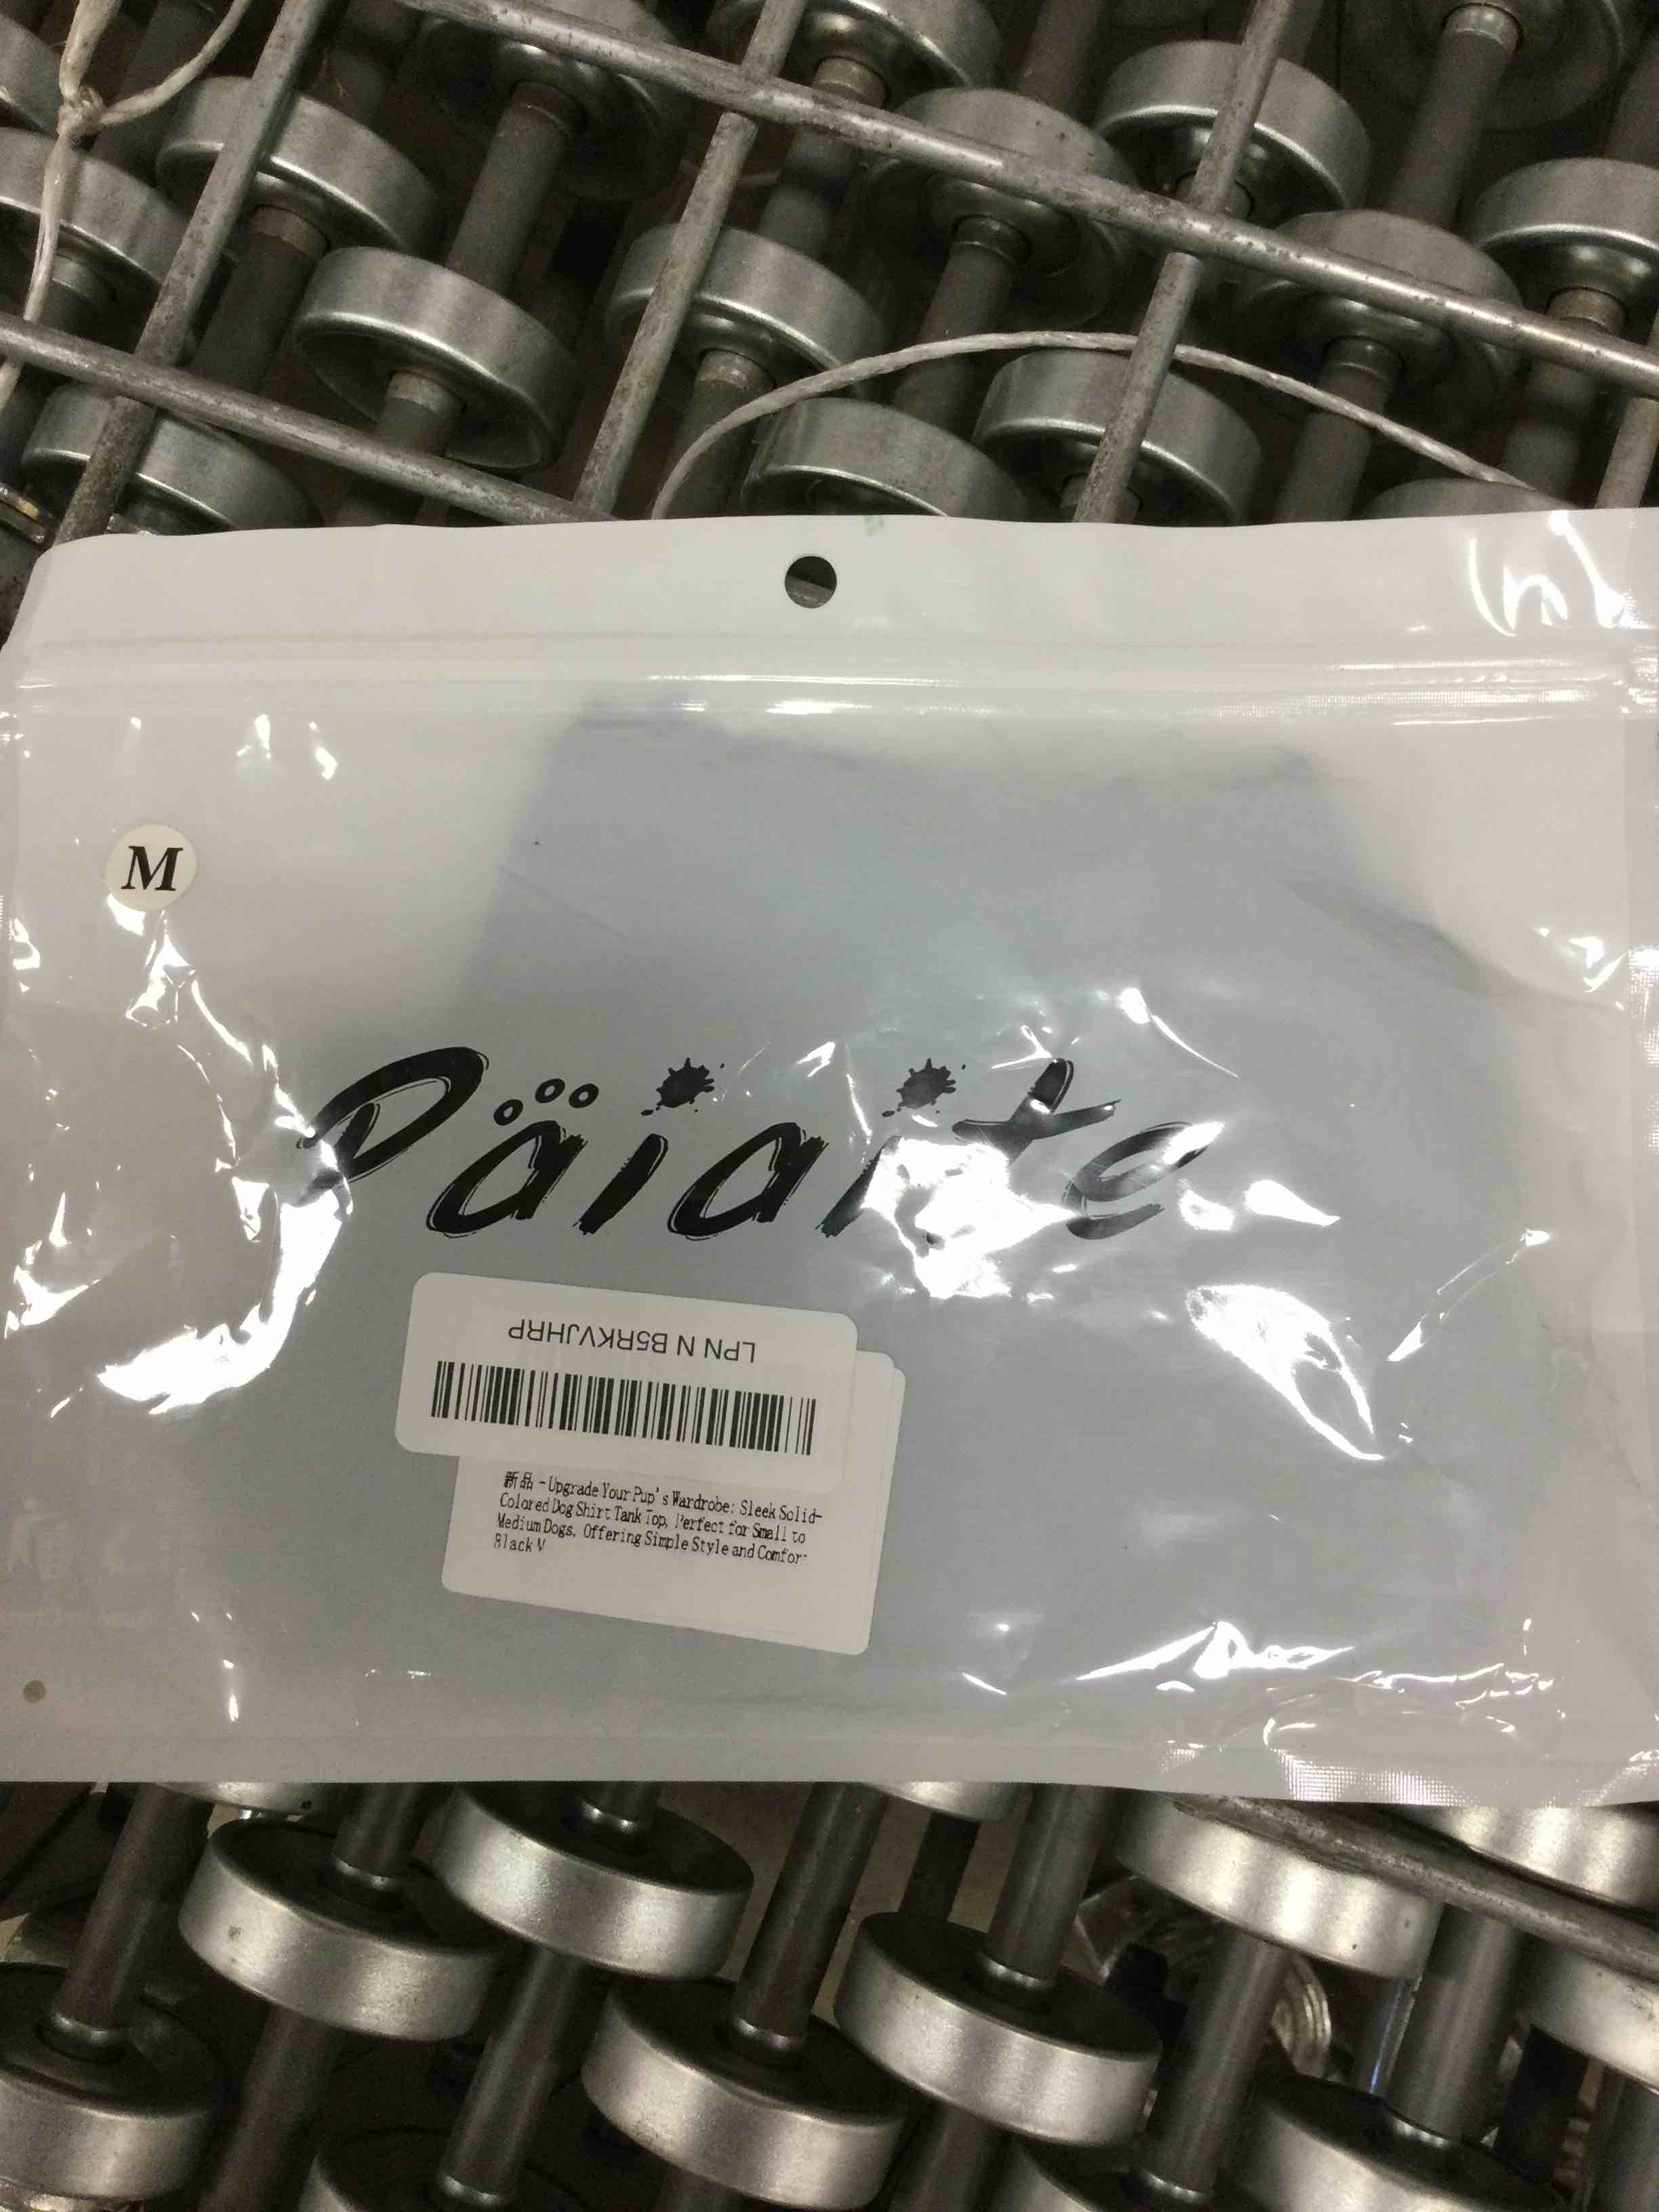 M
Päiaite
LPN N B5RKVJHRP
新品 -Upgrade Your Pup's Wardrobe: Sleek Solid-
Colored Dog Shirt Tank Top, Perfect for Small to
Medium Dogs, Offering Simple Style and Comfor
Black